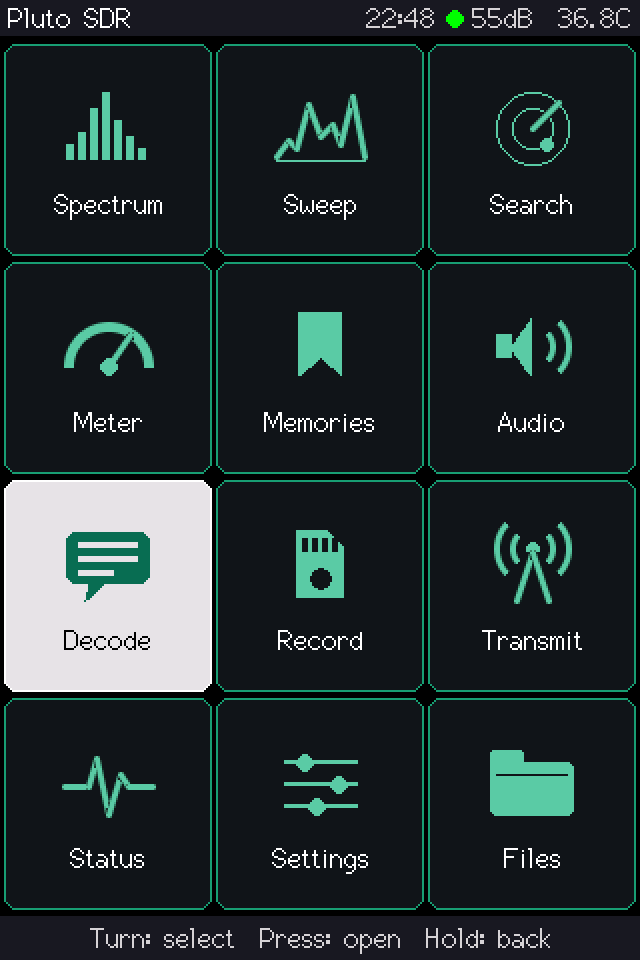 Pluto SDR 22:48 55dB 36.8C
Spectrum Sweep Search
Meter Memories Audio
Decode Record Transmit
Status Settings Files
Turn: select Press: open Hold: back